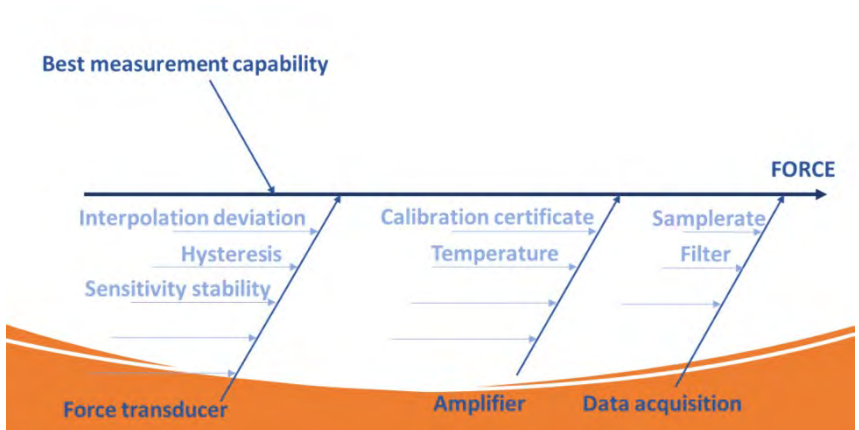 Best measurement capability
FORCE
Interpolation deviation
Calibration certificate
Samplerate
Hysteresis
Temperature
Filter
Sensitivity stability
Force transducer
Amplifier
Data acquisition